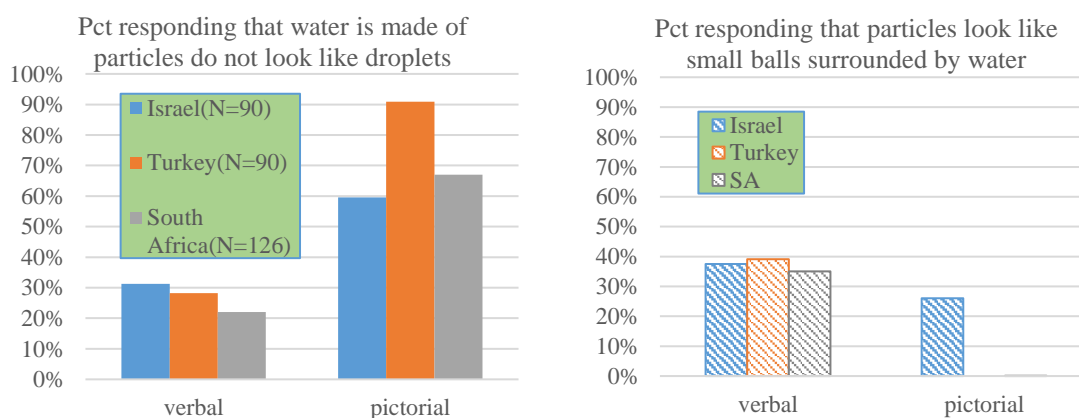 Pct responding that water is made of
particles do not look like droplets
100%
90%
80%
70%
60%
50%
40%
30%
20%
10%
0%
Israel(N=90)
Turkey(N=90)
South
Africa(N=126)
verbal
pictorial
Pct responding that particles look like
small balls surrounded by water
100%
90%
80%
70%
60%
50%
40%
30%
20%
10%
0%
Israel
Turkey
SA
verbal
pictorial